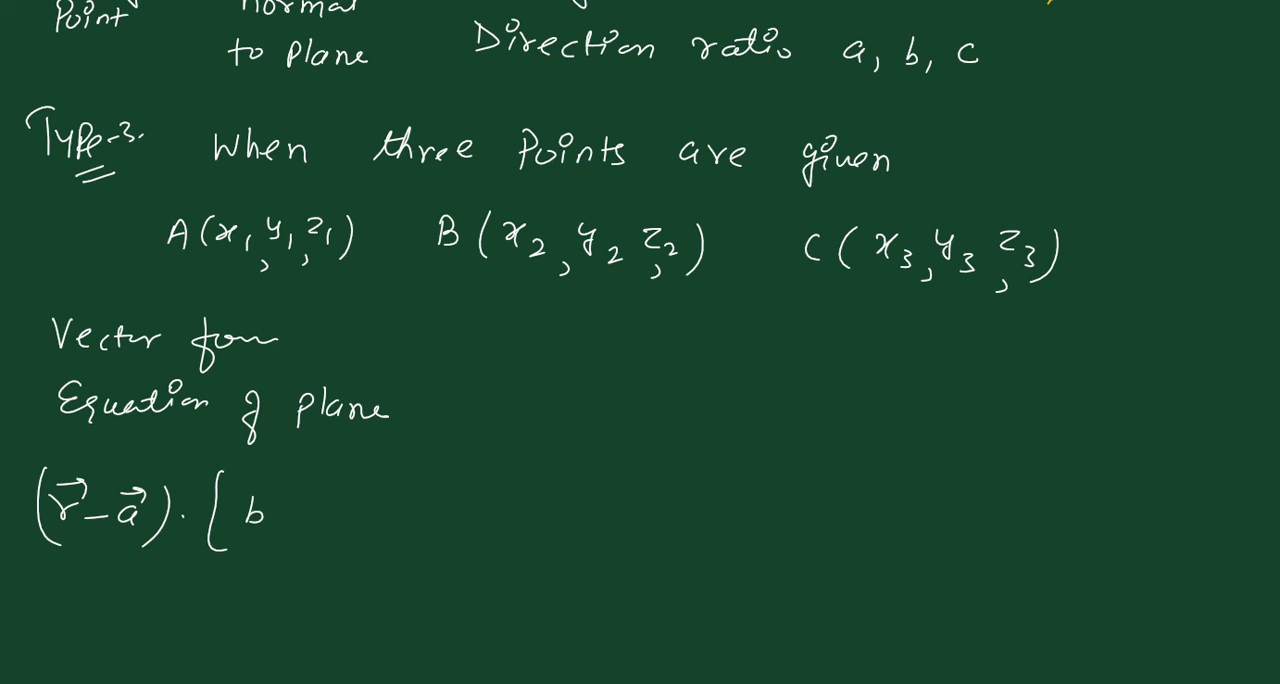 Point normal
to plane Direction ratio a, b, c
Type-3. When three Points are given
A(x₁, y₁, z₁) B(x₂, y₂, z₂) C(x₃, y₃, z₃)
Vector form
Equation of plane
(r⃗ - a⃗). [ b